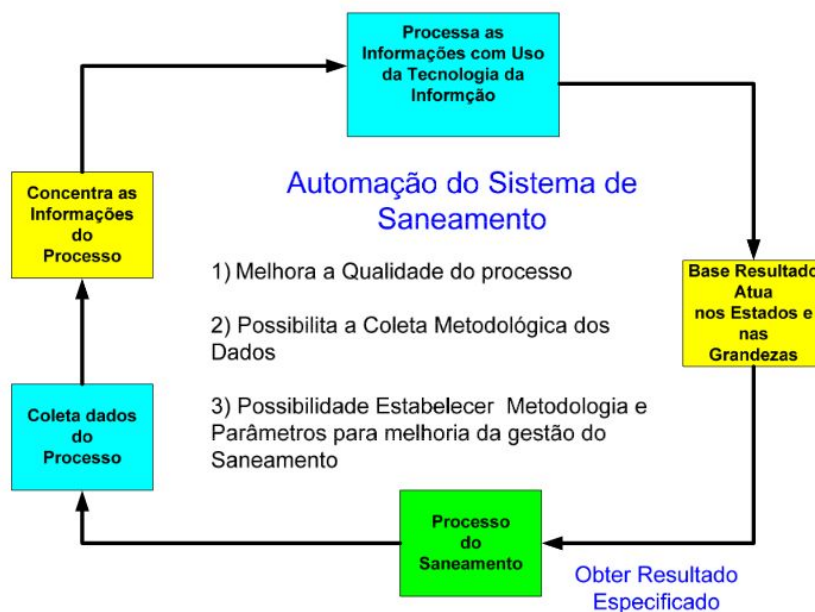 Processa as
Informações com Uso
da Tecnologia da
Informção
Automação do Sistema de
Saneamento
Concentra as
Informações
do
Processo
1) Melhora a Qualidade do processo
2) Possibilita a Coleta Metodológica dos
Dados
3) Possibilidade Estabelecer Metodologia e
Parâmetros para melhoria da gestão do
Saneamento
Base Resultado
Atua
nos Estados e
nas
Grandezas
Coleta dados
do
Processo
Processo
do
Saneamento
Obter Resultado
Especificado